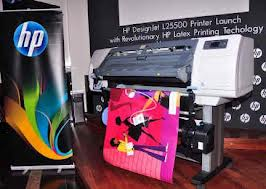 HP DesignJet L25500 Printer Launch
with Revolutionary HP Latex Printing Techology
hp